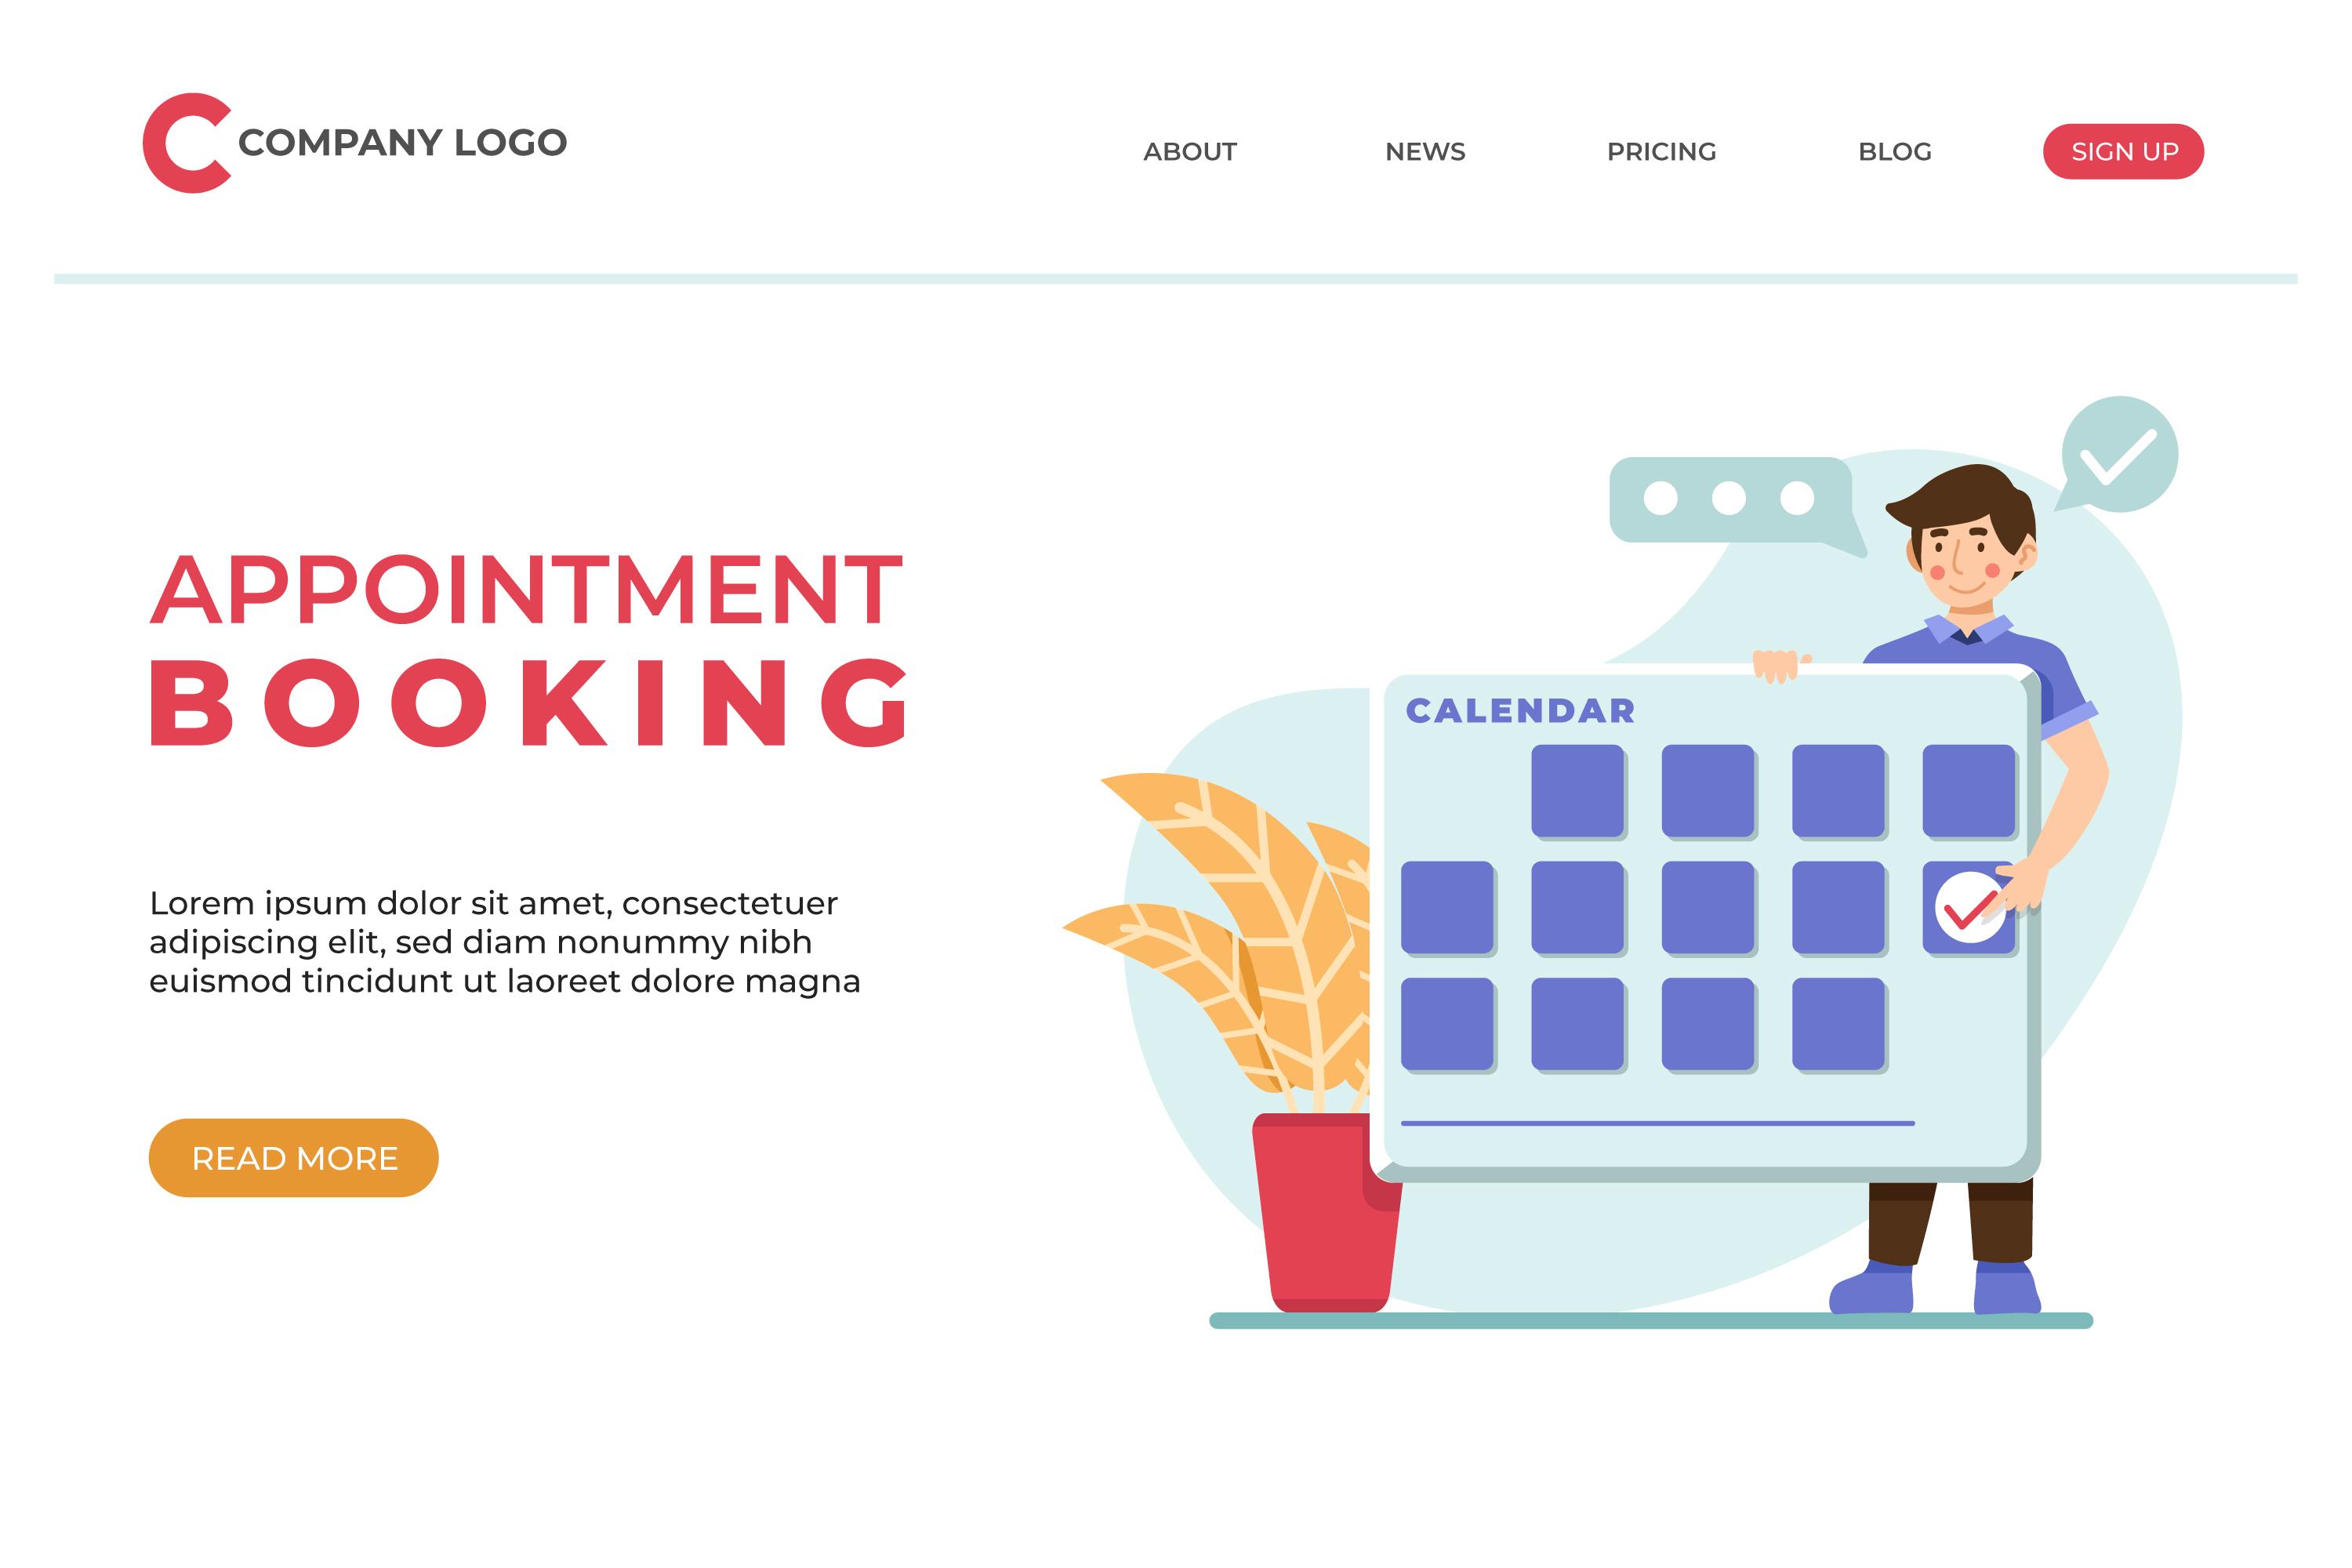 COMPANY LOGO
ABOUT NEWS PRICING BLOG SIGN UP
APPOINTMENT
BOOKING
Lorem ipsum dolor sit amet, consectetuer
adipiscing elit, sed diam nonummy nibh
euismod tincidunt ut laoreet dolore magna
READ MORE
CALENDAR